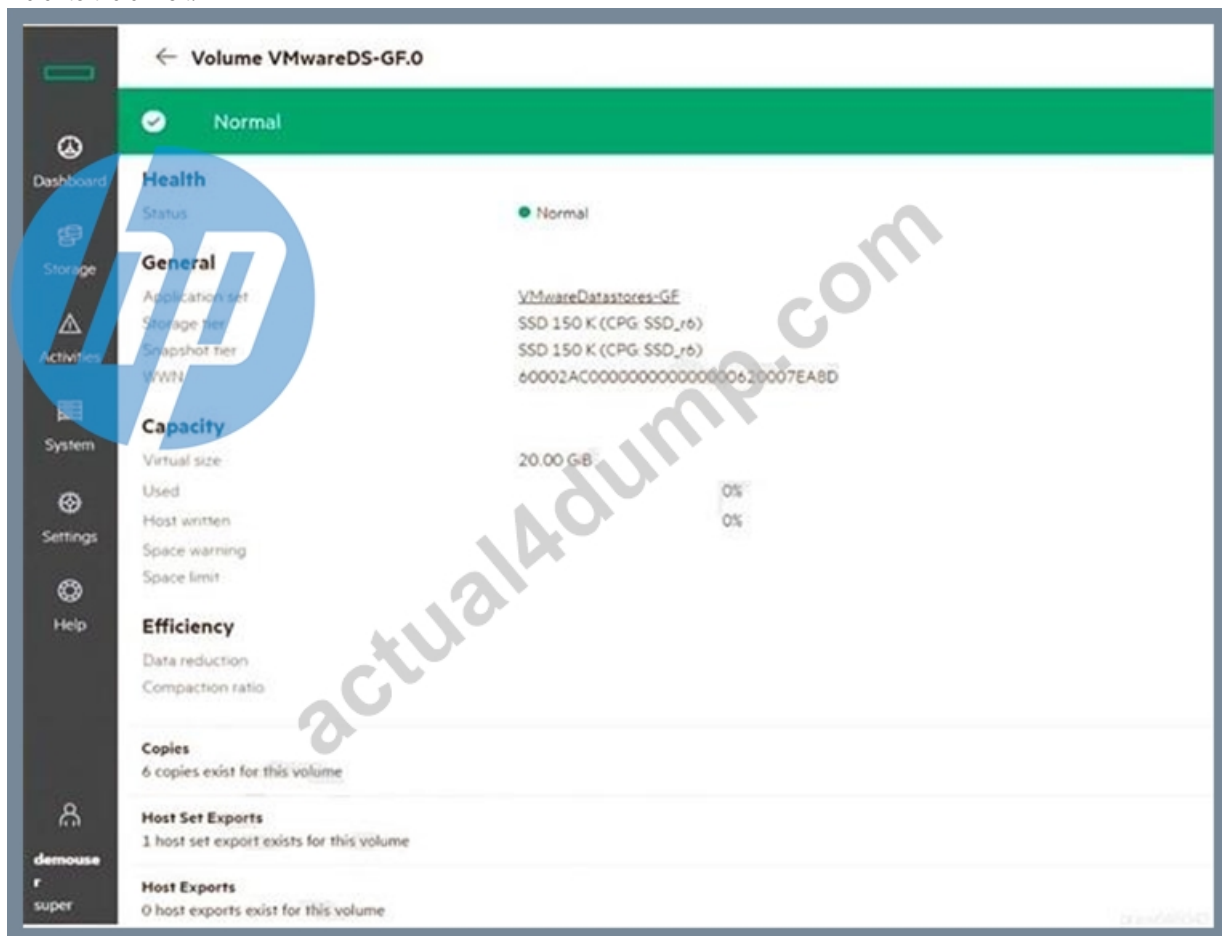 ← Volume VMwareDS-GF.0
Normal
Dashboard
Storage
Activities
System
Settings
Help
demouse
r
super
Health
Status Normal
General
Application set VMwareDatastores-GF
Storage tier SSD 150 K (CPG: SSD_r6)
Snapshot tier SSD 150 K (CPG: SSD_r6)
WWN
Capacity
Virtual size 20.00 GiB
Used 0%
Host written 0%
Space warning
Space limit
Efficiency
Data reduction
Compaction ratio
Copies
6 copies exist for this volume
Host Set Exports
1 host set export exists for this volume
Host Exports
0 host exports exist for this volume
hp
actual4dump.com